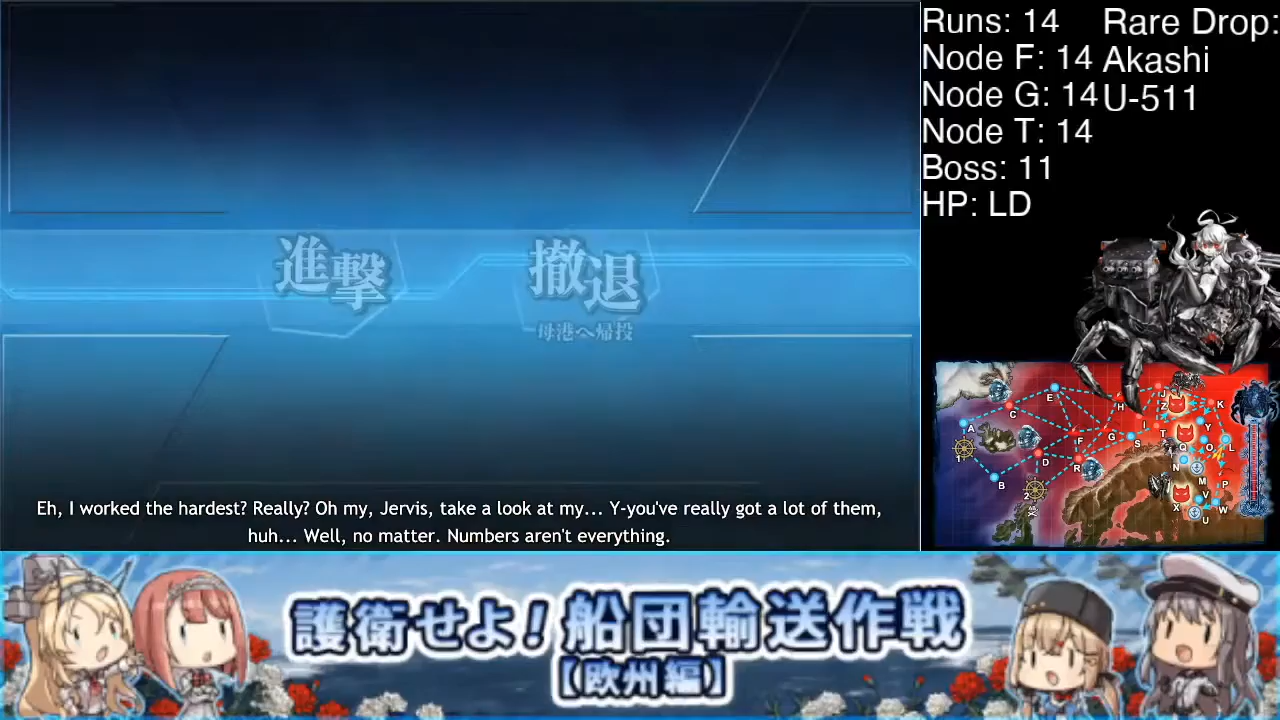 Runs: 14
Node F: 14
Node G: 14
Node T: 14
Boss: 11
HP: LD
Rare Drop:
Akashi
U-511
進撃
撤退
母港へ帰投
Eh, I worked the hardest? Really? Oh my, Jervis, take a look at my... Y-you've really got a lot of them,
huh... Well, no matter. Numbers aren't everything.
A
B
C
D
E
F
G
H
I
J
K
L
M
N
O
P
Q
R
S
T
U
V
W
X
Y
Z
1
2
護衛せよ!船団輸送作戦
【欧州編】